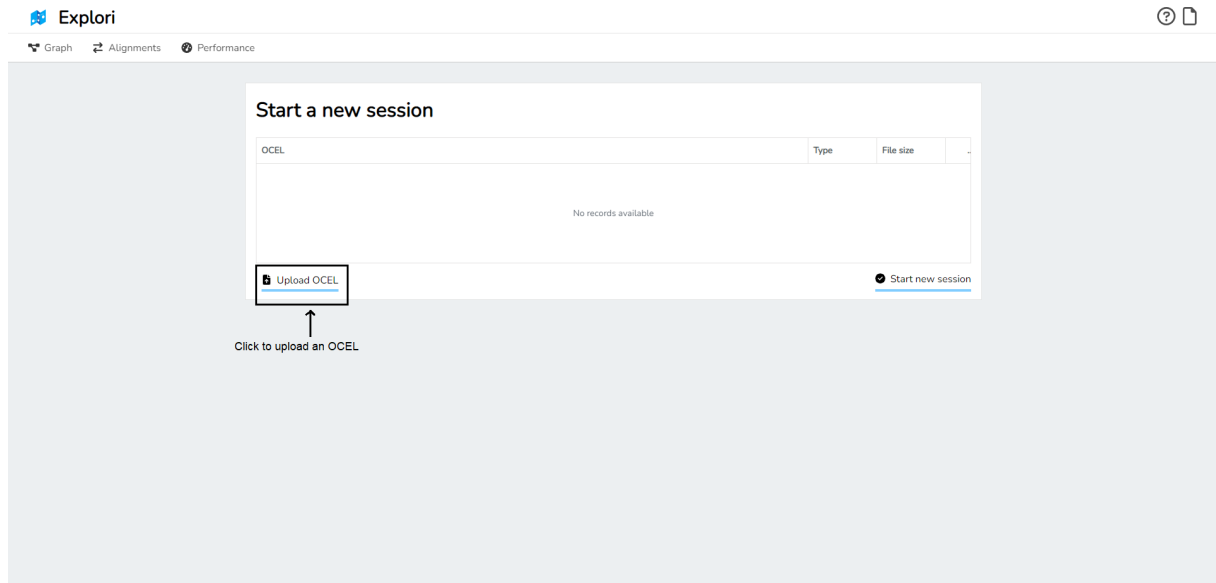 Explori
Graph Alignments Performance
Start a new session
OCEL Type File size ..
No records available
Upload OCEL Start new session
Click to upload an OCEL